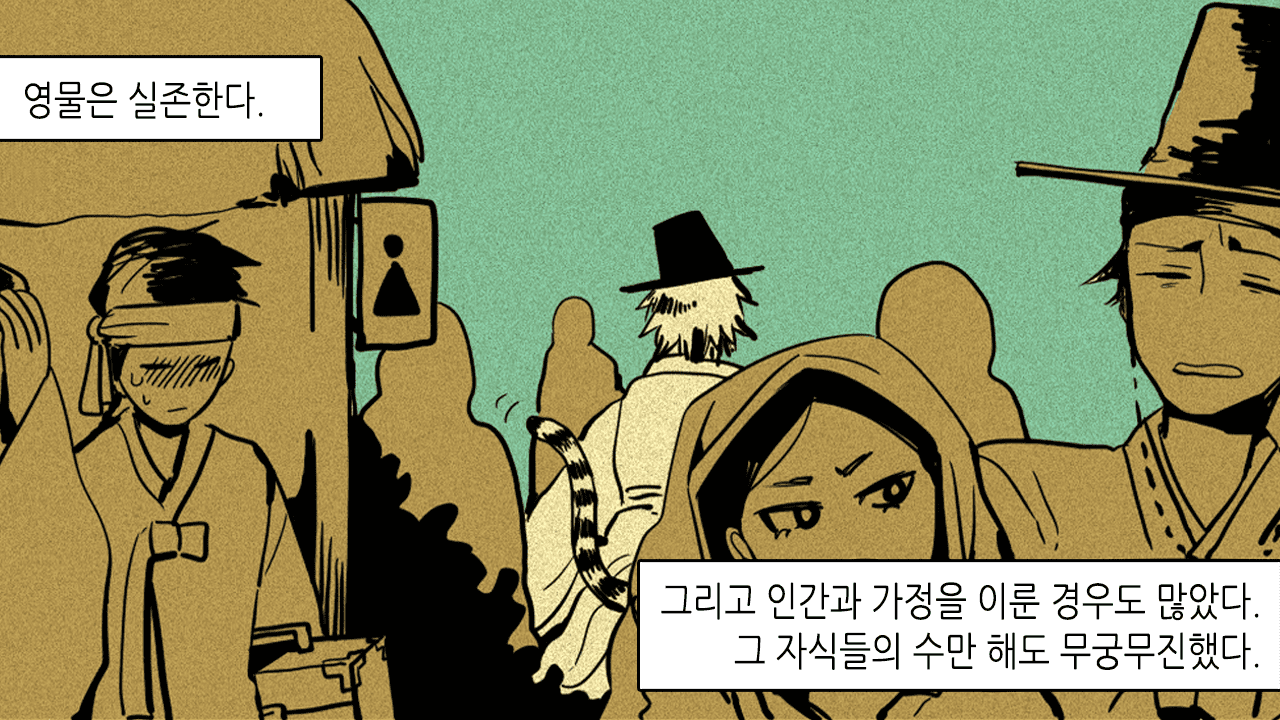 영물은 실존한다.
그리고 인간과 가정을 이룬 경우도 많았다.
그 자식들의 수만 해도 무궁무진했다.